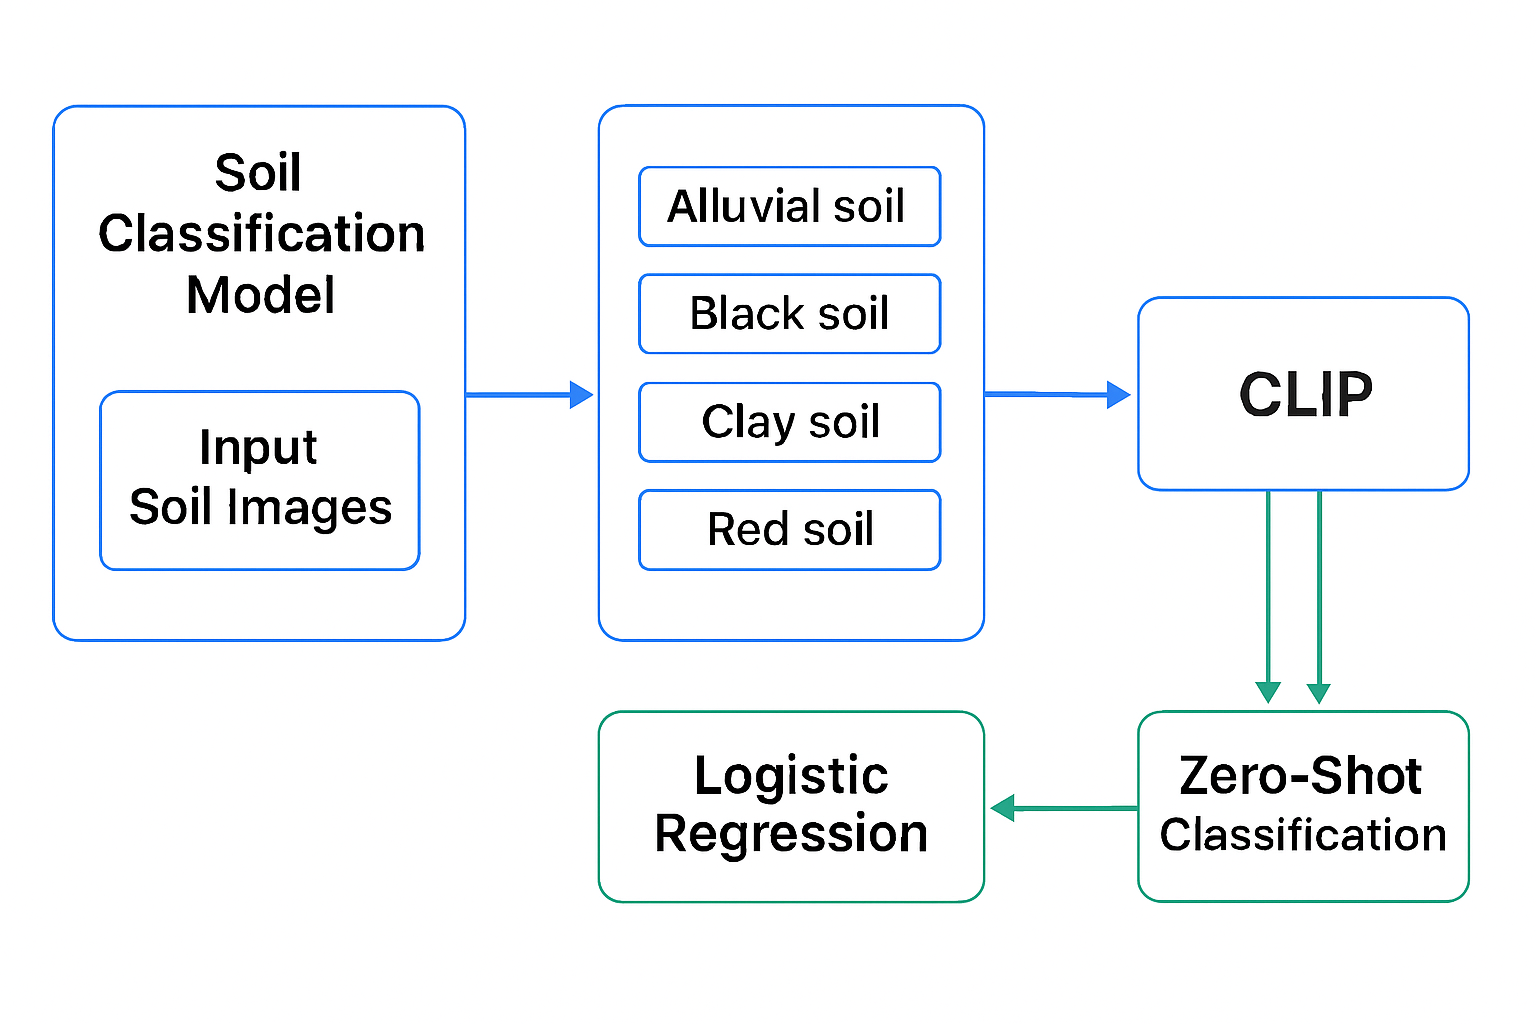 Soil
Classification
Model
Input
Soil Images
Alluvial soil
Black soil
Clay soil
Red soil
CLIP
Logistic
Regression
Zero-Shot
Classification